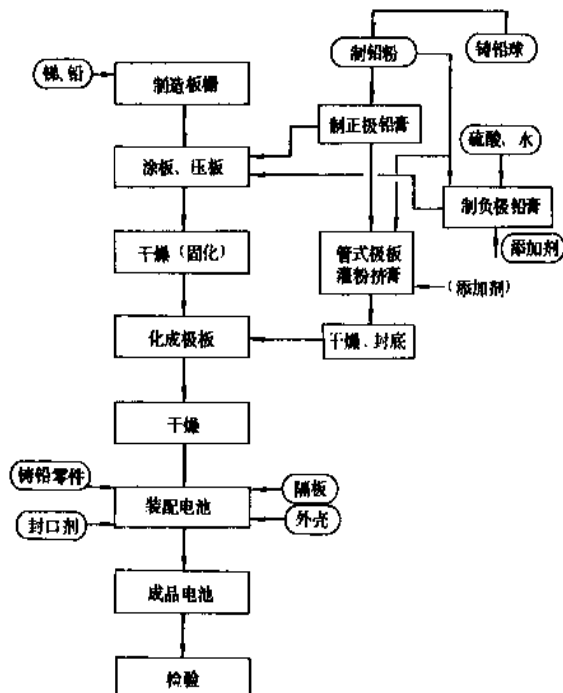 制铅粉
铸铅球
锑、铅
制造板栅
制正极铅膏
硫酸、水
涂板、压板
制负极铅膏
干燥（固化）
管式极板
灌粉挤膏
添加剂
（添加剂）
化成极板
干燥、封底
干燥
铸铅零件
装配电池
隔板
封口剂
外壳
成品电池
检验